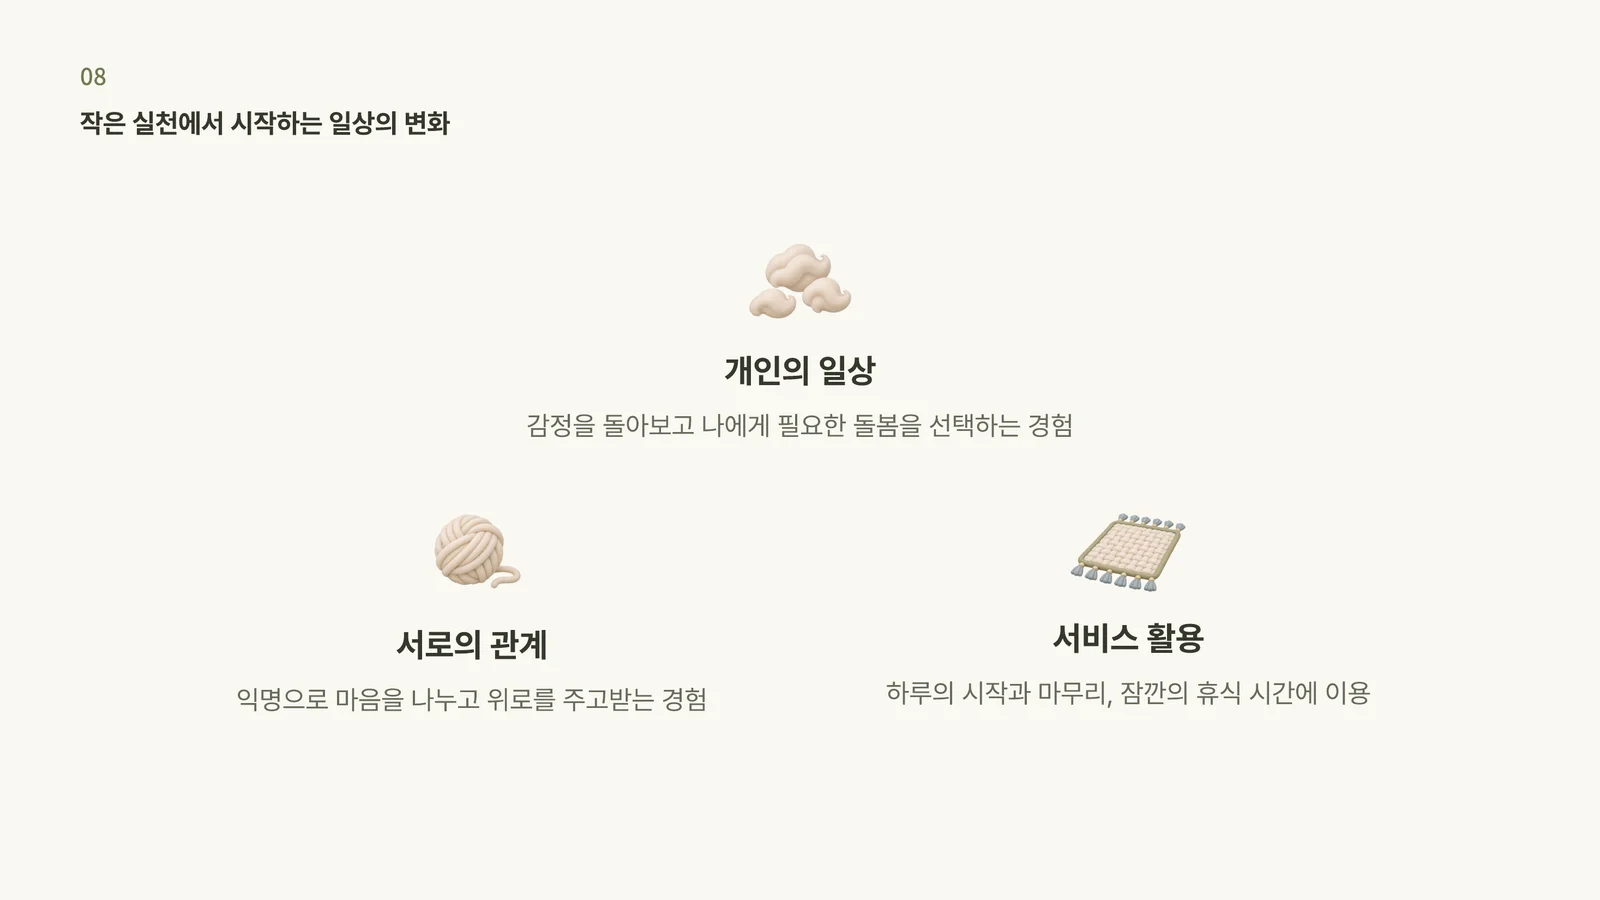 08
작은 실천에서 시작하는 일상의 변화
개인의 일상
감정을 돌아보고 나에게 필요한 돌봄을 선택하는 경험
서로의 관계
익명으로 마음을 나누고 위로를 주고받는 경험
서비스 활용
하루의 시작과 마무리, 잠깐의 휴식 시간에 이용